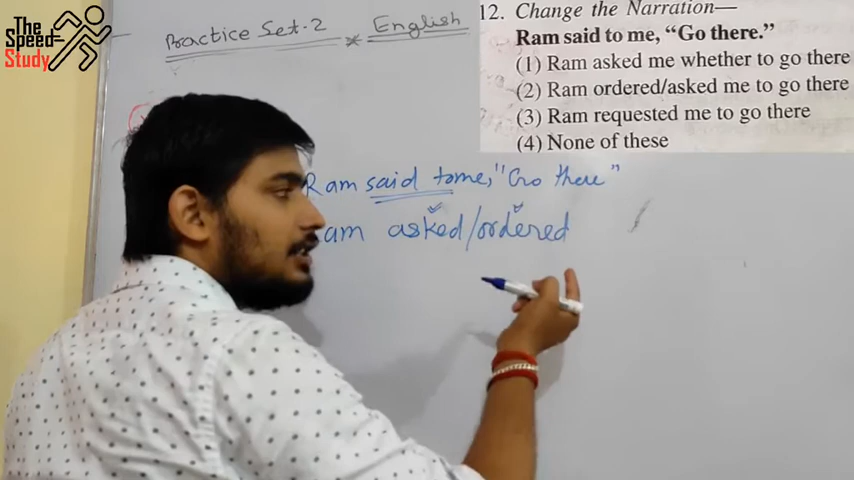 The
Speed
Study
Practice Set-2 * English
12. Change the Narration—
Ram said to me, “Go there.”
(1) Ram asked me whether to go there
(2) Ram ordered/asked me to go there
(3) Ram requested me to go there
(4) None of these
Ram said to me, "Go there"
am asked/ordered